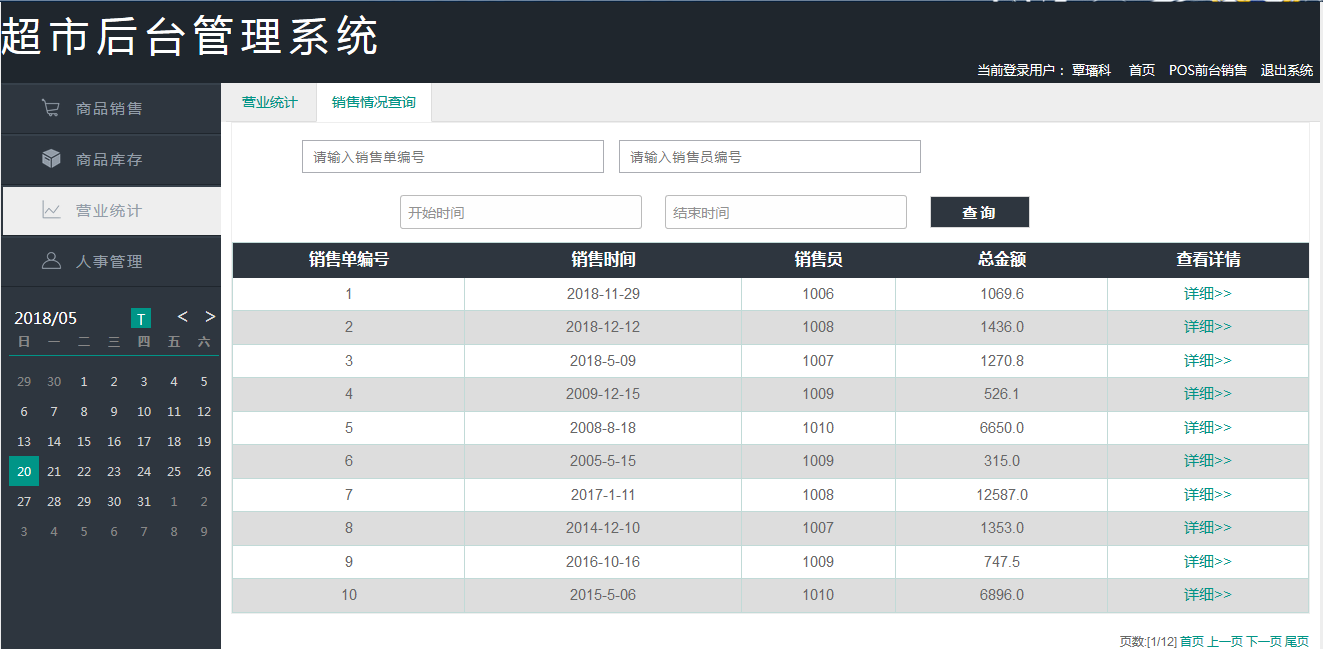 超市后台管理系统
当前登录用户： 覃璠科 首页 POS前台销售 退出系统
商品销售
商品库存
营业统计
人事管理
2018/05 T < >
日 一 二 三 四 五 六
29 30 1 2 3 4 5
6 7 8 9 10 11 12
13 14 15 16 17 18 19
20 21 22 23 24 25 26
27 28 29 30 31 1 2
3 4 5 6 7 8 9
营业统计 销售情况查询
请输入销售单编号 请输入销售员编号
开始时间 结束时间 查 询
销售单编号 销售时间 销售员 总金额 查看详情
1 2018-11-29 1006 1069.6 详细>>
2 2018-12-12 1008 1436.0 详细>>
3 2018-5-09 1007 1270.8 详细>>
4 2009-12-15 1009 526.1 详细>>
5 2008-8-18 1010 6650.0 详细>>
6 2005-5-15 1009 315.0 详细>>
7 2017-1-11 1008 12587.0 详细>>
8 2014-12-10 1007 1353.0 详细>>
9 2016-10-16 1009 747.5 详细>>
10 2015-5-06 1010 6896.0 详细>>
页数:[1/12] 首页 上一页 下一页 尾页